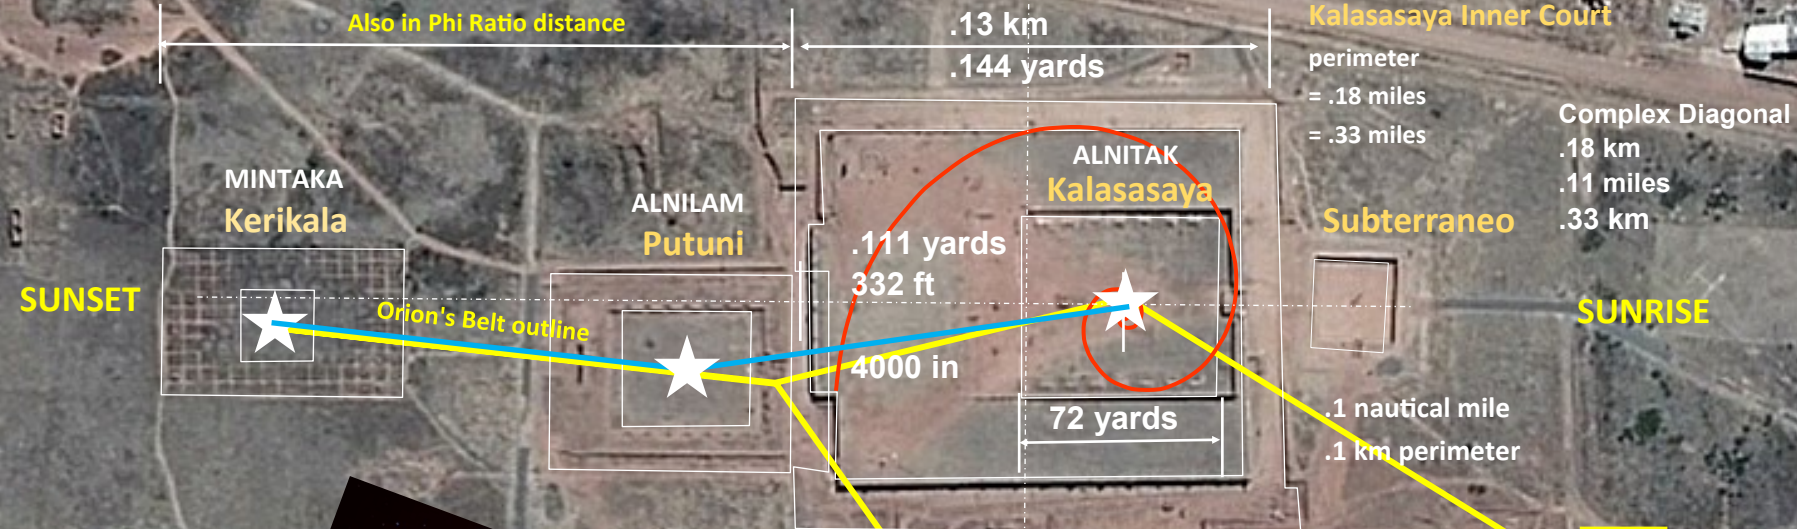 Also in Phi Ratio distance
.13 km
.144 yards
Kalasasaya Inner Court
perimeter
= .18 miles
= .33 miles
Complex Diagonal
.18 km
.11 miles
.33 km
MINTAKA
Kerikala
ALNILAM
Putuni
ALNITAK
Kalasasaya
Subterraneo
SUNSET
Orion's Belt outline
.111 yards
332 ft
4000 in
72 yards
SUNRISE
.1 nautical mile
.1 km perimeter